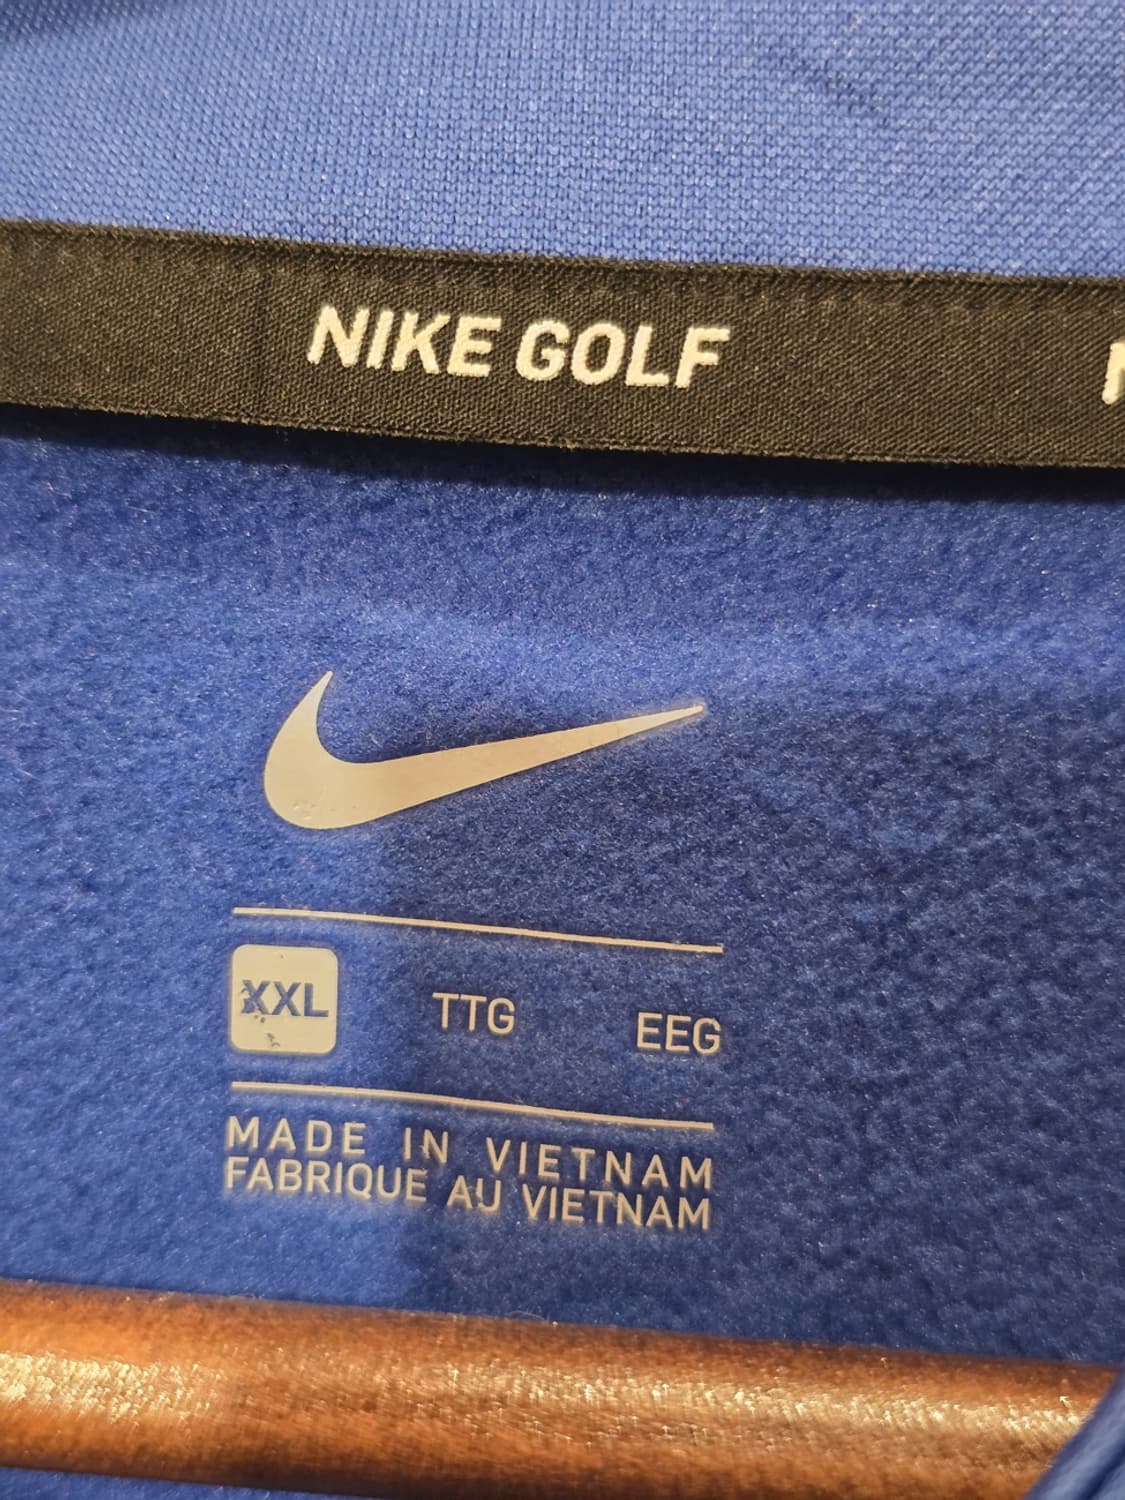 NIKE GOLF
XXL TTG EEG
MADE IN VIETNAM
FABRIQUE AU VIETNAM